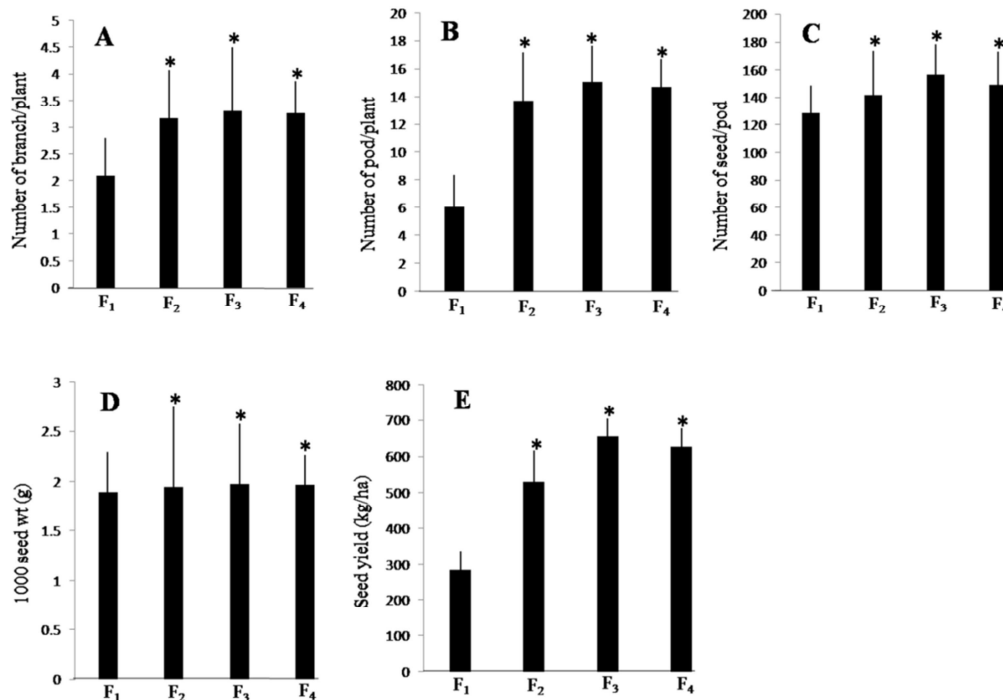 A
Number of branch/plant
5
4.5
4
3.5
3
2.5
2
1.5
1
0.5
0
* * *
F₁ F₂ F₃ F₄
B
Number of pod/plant
20
18
16
14
12
10
8
6
4
2
0
* * *
F₁ F₂ F₃ F₄
C
Number of seed/pod
200
180
160
140
120
100
80
60
40
20
0
* * *
F₁ F₂ F₃
D
1000 seed wt (g)
3
2.5
2
1.5
1
0.5
0
* * *
F₁ F₂ F₃ F₄
E
Seed yield (kg/ha)
800
700
600
500
400
300
200
100
0
* * *
F₁ F₂ F₃ F₄